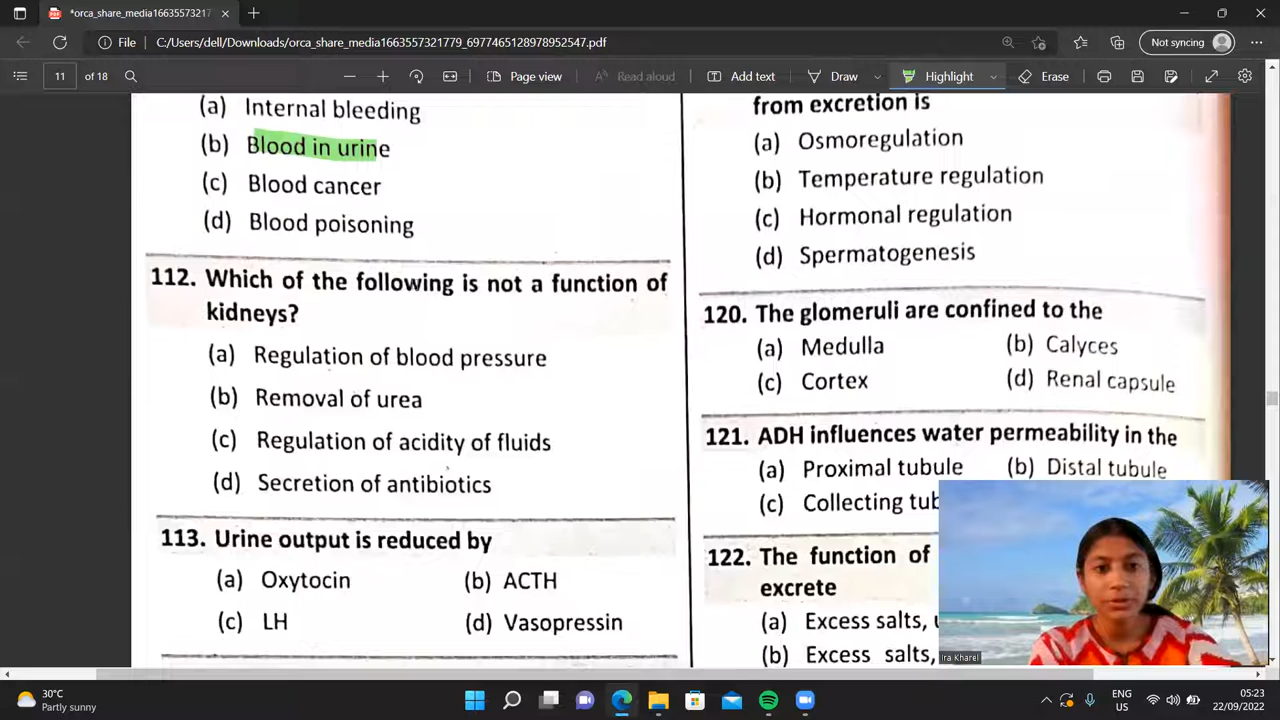 *orca_share_media16635573217
File
C:/Users/dell/Downloads/orca_share_media1663557321779_6977465128978952547.pdf
Not syncing
11 of 18
Page view
Read aloud
Add text
Draw
Highlight
Erase
(a) Internal bleeding
(b) Blood in urine
(c) Blood cancer
(d) Blood poisoning
112. Which of the following is not a function of
kidneys?
(a) Regulation of blood pressure
(b) Removal of urea
(c) Regulation of acidity of fluids
(d) Secretion of antibiotics
113. Urine output is reduced by
(a) Oxytocin (b) ACTH
(c) LH (d) Vasopressin
from excretion is
(a) Osmoregulation
(b) Temperature regulation
(c) Hormonal regulation
(d) Spermatogenesis
120. The glomeruli are confined to the
(a) Medulla (b) Calyces
(c) Cortex (d) Renal capsule
121. ADH influences water permeability in the
(a) Proximal tubule (b) Distal tubule
(c) Collecting tub
122. The function of
excrete
(a) Excess salts,
(b) Excess salts,
Ira Kharel
30°C
Partly sunny
ENG
US
05:23
22/09/2022